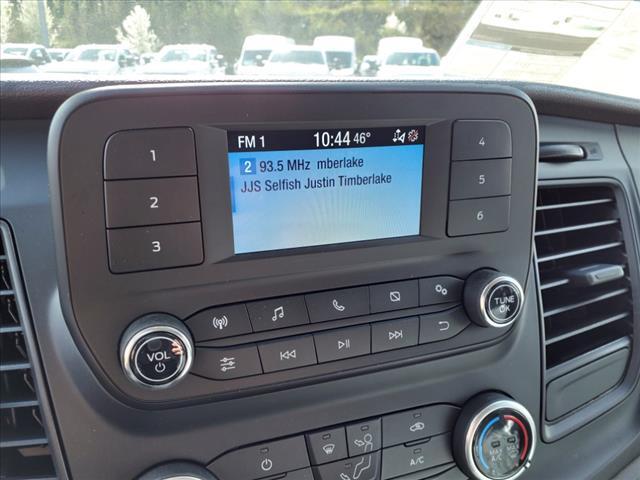 FM 1 10:44 46°
2 93.5 MHz mberlake
JJS Selfish Justin Timberlake
1
2
3
4
5
6
VOL
TUNE
OK
A/C
MAX
A/C